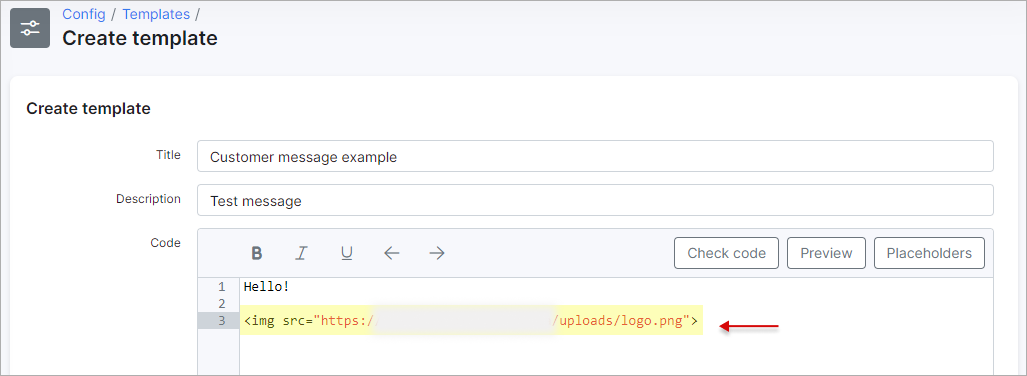 Config / Templates /
Create template
Create template
Title Customer message example
Description Test message
Code B I U Check code Preview Placeholders
1 Hello!
2
3 <img src="https:/ /uploads/logo.png">